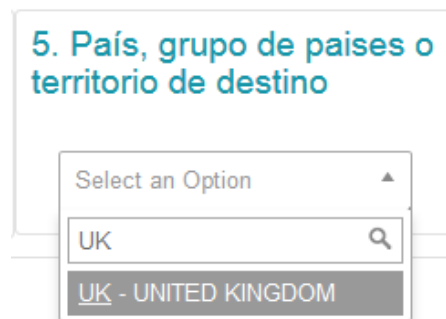 5. País, grupo de paises o
territorio de destino
Select an Option
UK
UK - UNITED KINGDOM